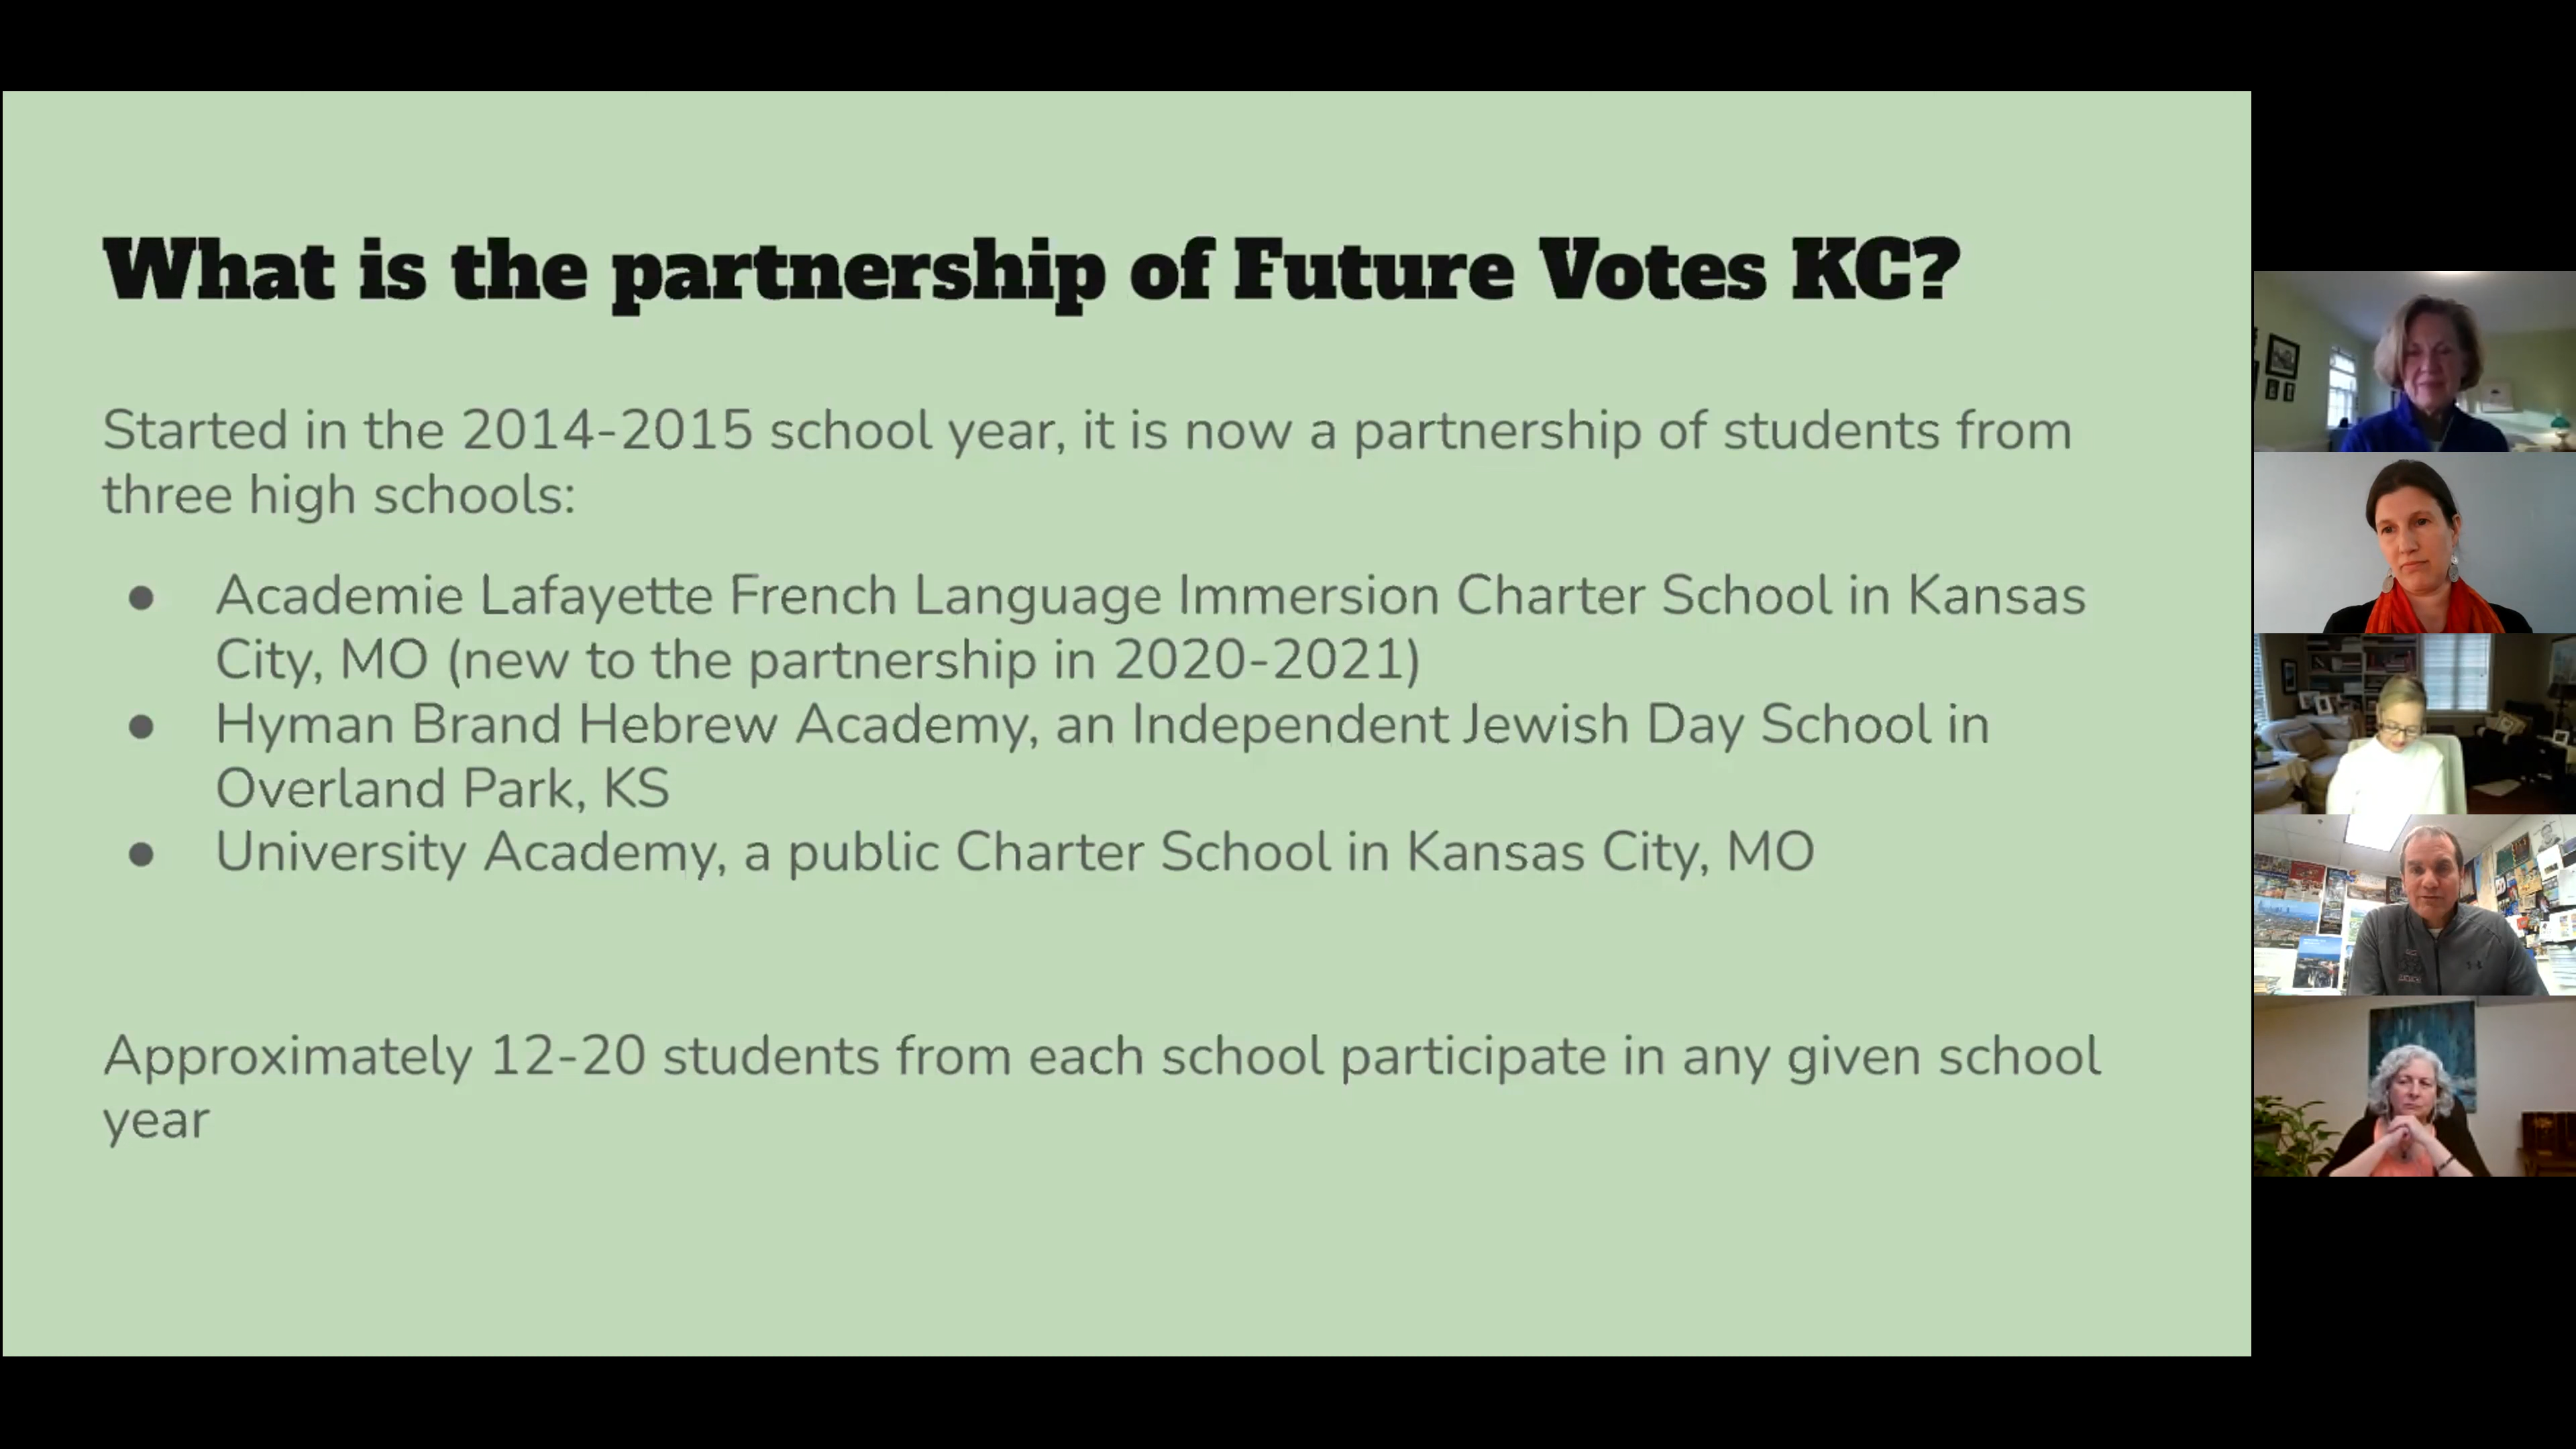 What is the partnership of Future Votes KC?
Started in the 2014-2015 school year, it is now a partnership of students from
three high schools:
● Academie Lafayette French Language Immersion Charter School in Kansas
City, MO (new to the partnership in 2020-2021)
● Hyman Brand Hebrew Academy, an Independent Jewish Day School in
Overland Park, KS
● University Academy, a public Charter School in Kansas City, MO
Approximately 12-20 students from each school participate in any given school
year